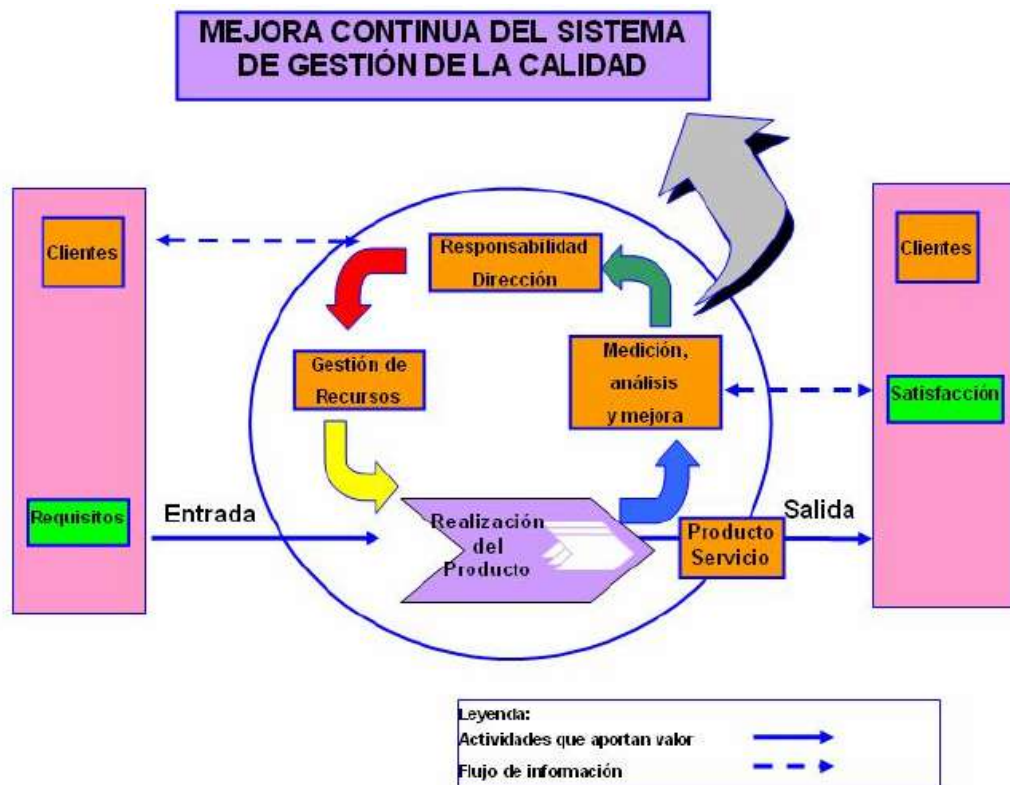 MEJORA CONTINUA DEL SISTEMA
DE GESTIÓN DE LA CALIDAD
Clientes
Responsabilidad
Dirección
Clientes
Gestión de
Recursos
Medición,
análisis
y mejora
Satisfacción
Requisitos
Entrada
Realización
del
Producto
Producto
Servicio
Salida
Leyenda:
Actividades que aportan valor
Flujo de información